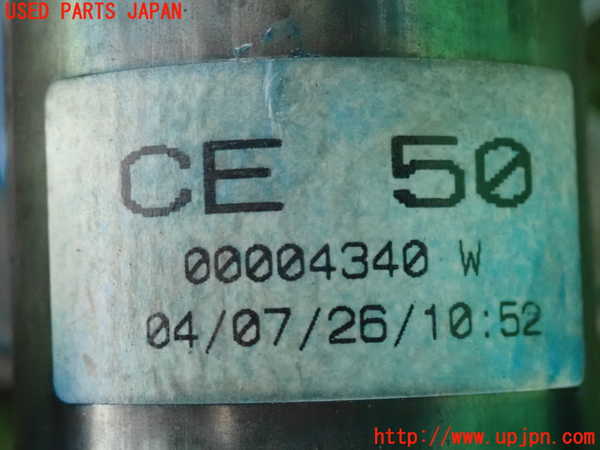 USED PARTS JAPAN
CE 50
00004340 W
04/07/26/10:52
http://www.upjpn.com/